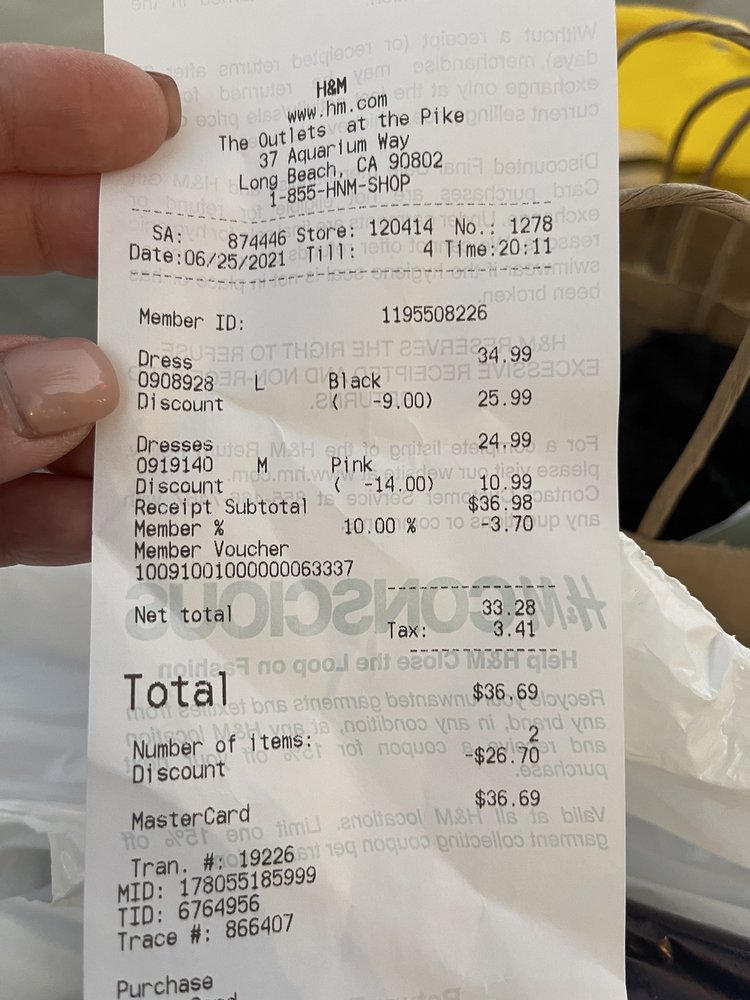 H&M
www.hm.com
The Outlets at the Pike
37 Aquarium Way
Long Beach, CA 90802
1-855-HNM-SHOP
SA: 874446 Store: 120414 No.: 1278
Date:06/25/2021 Till: 4 Time:20:11
Member ID: 1195508226
Dress 34.99
0908928 L Black
Discount ( -9.00) 25.99
Dresses 24.99
0919140 M Pink
Discount ( -14.00) 10.99
Receipt Subtotal $36.98
Member % 10.00 % -3.70
Member Voucher
10091001000000063337
Net total 33.28
Tax: 3.41
Total $36.69
Number of items: 2
Discount -$26.70
MasterCard $36.69
Tran. #: 19226
MID: 178055185999
TID: 6764956
Trace #: 866407
Purchase